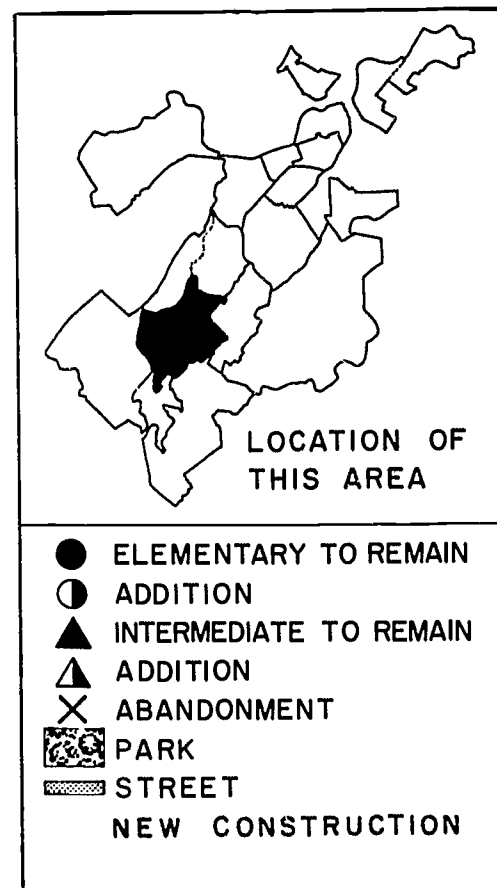 LOCATION OF
THIS AREA
ELEMENTARY TO REMAIN
ADDITION
INTERMEDIATE TO REMAIN
ADDITION
ABANDONMENT
PARK
STREET
NEW CONSTRUCTION